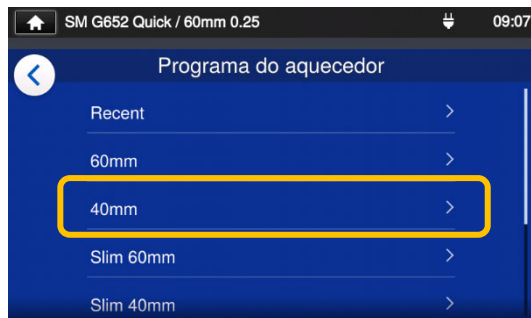 SM G652 Quick / 60mm 0.25 09:07
Programa do aquecedor
Recent
60mm
40mm
Slim 60mm
Slim 40mm